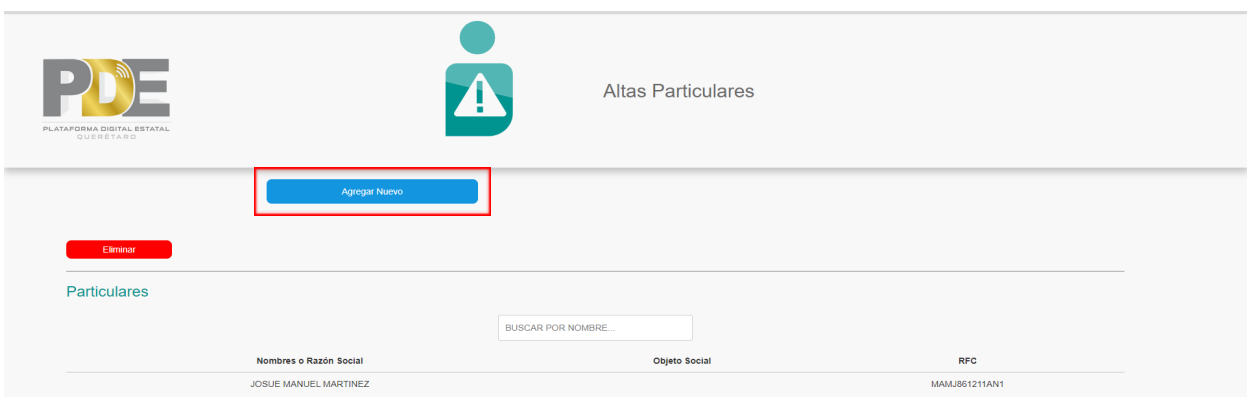 PDE
PLATAFORMA DIGITAL ESTATAL
QUERÉTARO
Altas Particulares
Agregar Nuevo
Eliminar
Particulares
BUSCAR POR NOMBRE...
Nombres o Razón Social Objeto Social RFC
JOSUE MANUEL MARTINEZ MAMJ861211AN1